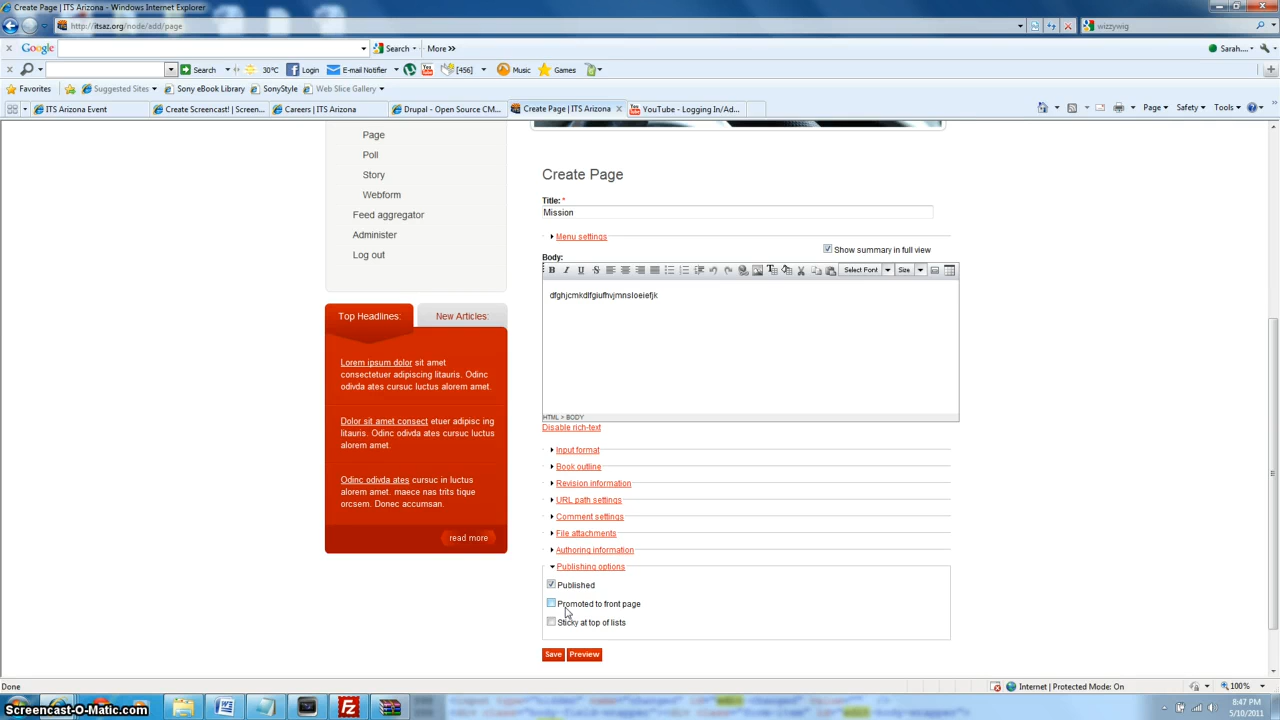 Create Page | ITS Arizona - Windows Internet Explorer
http://itsaz.org/node/add/page
wizzywig
Google
Search
More »
Sarah....
Search
30°C
Login
E-mail Notifier
[456]
Music
Games
Favorites
Suggested Sites
Sony eBook Library
SonyStyle
Web Slice Gallery
ITS Arizona Event
Create Screencast! | Screen...
Careers | ITS Arizona
Drupal - Open Source CM...
Create Page | ITS Arizona
YouTube - Logging In/Ad...
Page
Safety
Tools
Page
Poll
Story
Webform
Feed aggregator
Administer
Log out
Top Headlines:
New Articles:
Lorem ipsum dolor sit amet
consectetuer adipiscing litauris. Odinc
odivda ates cursuc luctus alorem amet.
Dolor sit amet consect etuer adipisc ing
litauris. Odinc odivda ates cursuc luctus
alorem amet.
Odinc odivda ates cursuc in luctus
alorem amet. maece nas trits tique
orcsem. Donec accumsan.
read more
Create Page
Title: *
Mission
Menu settings
Show summary in full view
Body:
B I U S
Select Font
Size
dfghjcmkdlfgiufhvjmnsloeiefjk
HTML > BODY
Disable rich-text
Input format
Book outline
Revision information
URL path settings
Comment settings
File attachments
Authoring information
Publishing options
Published
Promoted to front page
Sticky at top of lists
Save
Preview
Done
Internet | Protected Mode: On
100%
Screencast-O-Matic.com
8:47 PM
5/10/2011